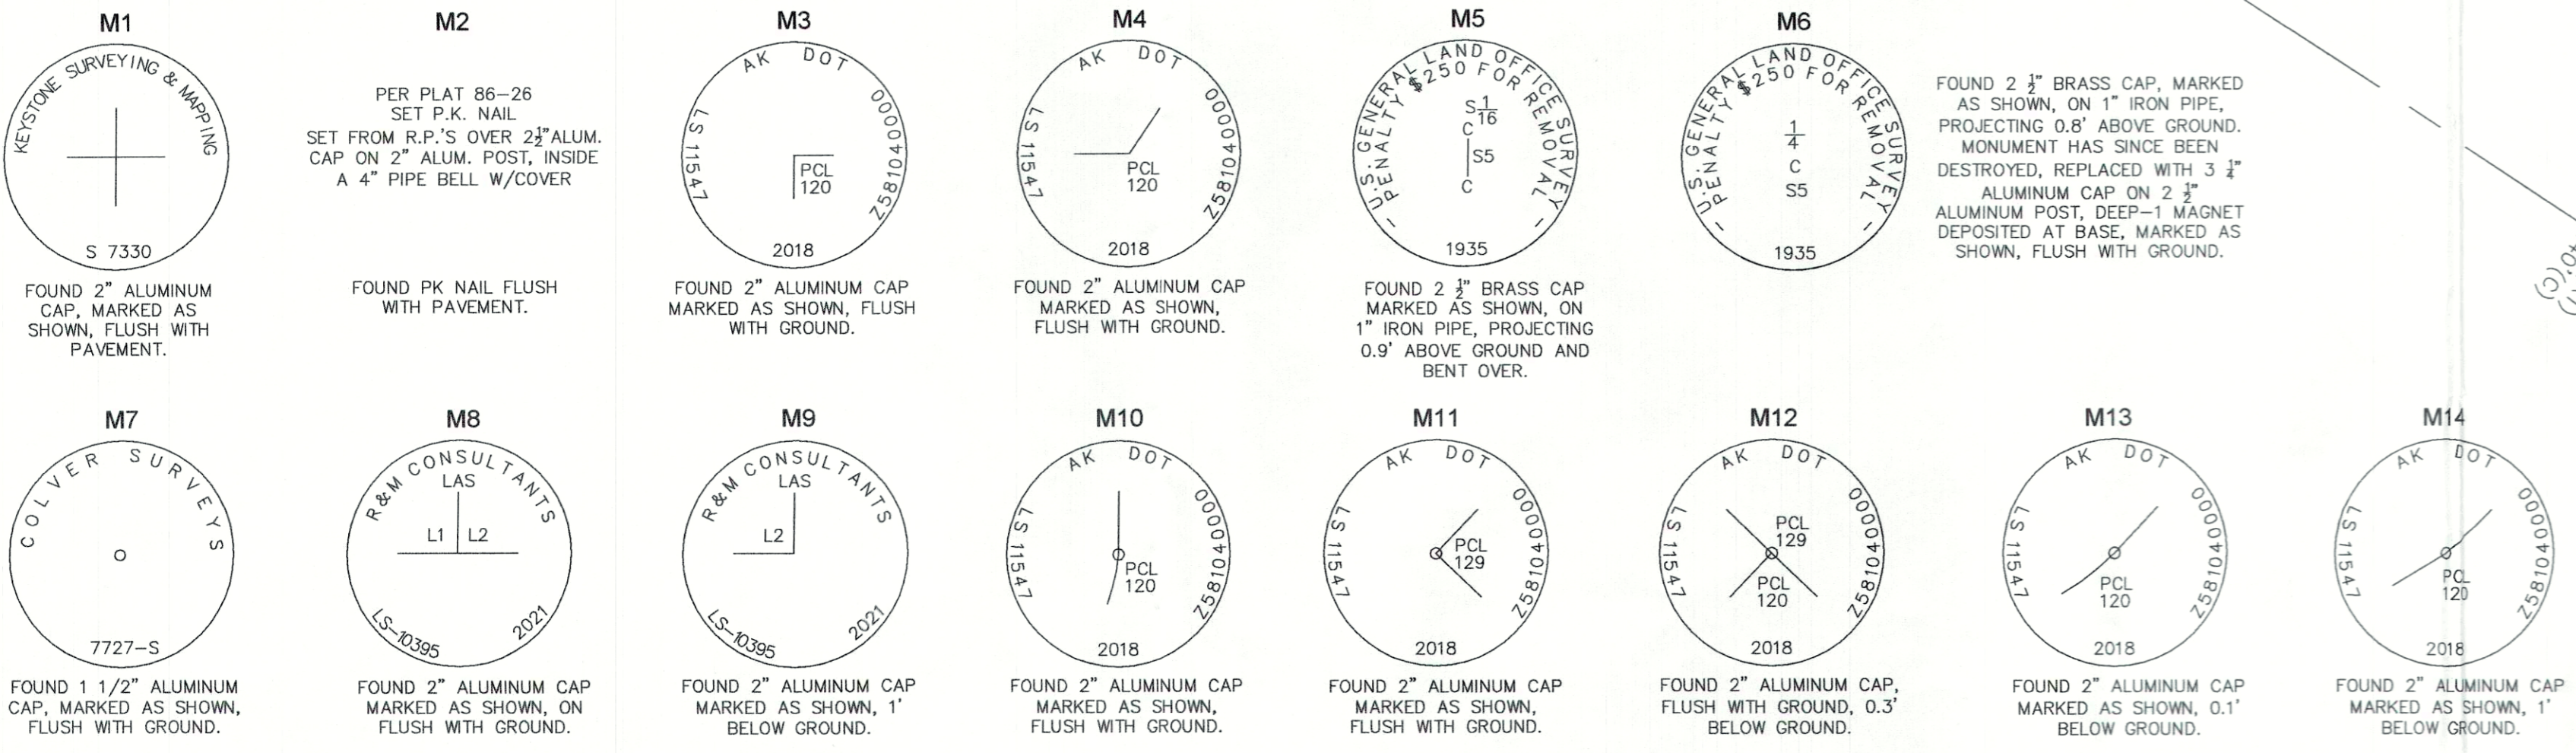 M1
KEYSTONE SURVEYING & MAPPING
S 7330
FOUND 2" ALUMINUM
CAP, MARKED AS
SHOWN, FLUSH WITH
PAVEMENT.
M2
PER PLAT 86-26
SET P.K. NAIL
SET FROM R.P.'S OVER 2½"ALUM.
CAP ON 2" ALUM. POST, INSIDE
A 4" PIPE BELL W/COVER
FOUND PK NAIL FLUSH
WITH PAVEMENT.
M3
AK DOT
LS 11547
Z581040000
PCL
120
2018
FOUND 2" ALUMINUM CAP
MARKED AS SHOWN, FLUSH
WITH GROUND.
M4
AK DOT
LS 11547
Z581040000
PCL
120
2018
FOUND 2" ALUMINUM CAP
MARKED AS SHOWN,
FLUSH WITH GROUND.
M5
- U.S. GENERAL LAND OFFICE SURVEY -
PENALTY $250 FOR REMOVAL
S 1/16
C
S5
C
1935
FOUND 2 ½" BRASS CAP
MARKED AS SHOWN, ON
1" IRON PIPE, PROJECTING
0.9' ABOVE GROUND AND
BENT OVER.
M6
- U.S. GENERAL LAND OFFICE SURVEY -
PENALTY $250 FOR REMOVAL
1/4
C
S5
1935
FOUND 2 ½" BRASS CAP, MARKED
AS SHOWN, ON 1" IRON PIPE,
PROJECTING 0.8' ABOVE GROUND.
MONUMENT HAS SINCE BEEN
DESTROYED, REPLACED WITH 3 ¼"
ALUMINUM CAP ON 2 ½"
ALUMINUM POST, DEEP-1 MAGNET
DEPOSITED AT BASE, MARKED AS
SHOWN, FLUSH WITH GROUND.
M7
COLVER SURVEYS
7727-S
FOUND 1 1/2" ALUMINUM
CAP, MARKED AS SHOWN,
FLUSH WITH GROUND.
M8
R&M CONSULTANTS
LAS
L1 L2
LS-10395
2021
FOUND 2" ALUMINUM CAP
MARKED AS SHOWN, ON
FLUSH WITH GROUND.
M9
R&M CONSULTANTS
LAS
L2
LS-10395
2021
FOUND 2" ALUMINUM CAP
MARKED AS SHOWN, 1'
BELOW GROUND.
M10
AK DOT
LS 11547
Z581040000
PCL
120
2018
FOUND 2" ALUMINUM CAP
MARKED AS SHOWN,
FLUSH WITH GROUND.
M11
AK DOT
LS 11547
Z581040000
PCL
129
2018
FOUND 2" ALUMINUM CAP
MARKED AS SHOWN,
FLUSH WITH GROUND.
M12
AK DOT
LS 11547
Z581040000
PCL
129
PCL
120
2018
FOUND 2" ALUMINUM CAP,
FLUSH WITH GROUND, 0.3'
BELOW GROUND.
M13
AK DOT
LS 11547
Z581040000
PCL
120
2018
FOUND 2" ALUMINUM CAP
MARKED AS SHOWN, 0.1'
BELOW GROUND.
M14
AK DOT
LS 11547
Z581040000
PCL
120
2018
FOUND 2" ALUMINUM CAP
MARKED AS SHOWN, 1'
BELOW GROUND.